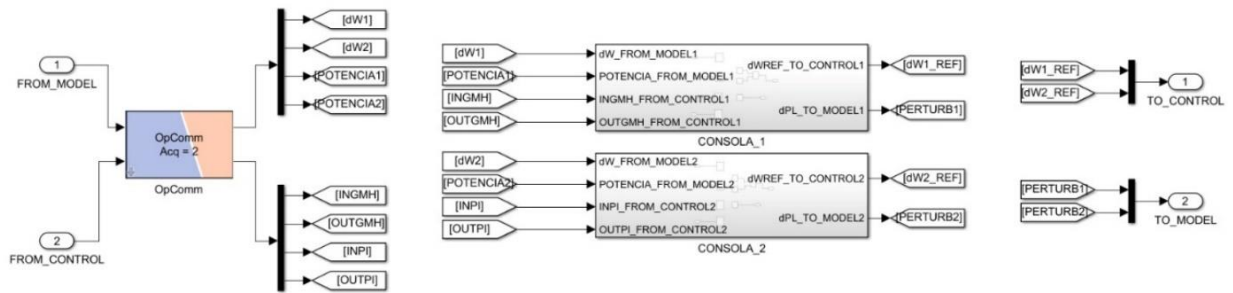 1
FROM_MODEL
OpComm
Acq = 2
OpComm
2
FROM_CONTROL
[dW1]
[dW2]
[POTENCIA1]
[POTENCIA2]
[INGMH]
[OUTGMH]
[INPI]
[OUTPI]
[dW1]
[POTENCIA1]
[INGMH]
[OUTGMH]
dW_FROM_MODEL1
POTENCIA_FROM_MODEL1
INGMH_FROM_CONTROL1
OUTGMH_FROM_CONTROL1
dWREF_TO_CONTROL1
dPL_TO_MODEL1
CONSOLA_1
[dW1_REF]
[PERTURB1]
[dW2]
[POTENCIA2]
[INPI]
[OUTPI]
dW_FROM_MODEL2
POTENCIA_FROM_MODEL2
INPI_FROM_CONTROL2
OUTPI_FROM_CONTROL2
dWREF_TO_CONTROL2
dPL_TO_MODEL2
CONSOLA_2
[dW2_REF]
[PERTURB2]
[dW1_REF]
[dW2_REF]
1
TO_CONTROL
[PERTURB1]
[PERTURB2]
2
TO_MODEL